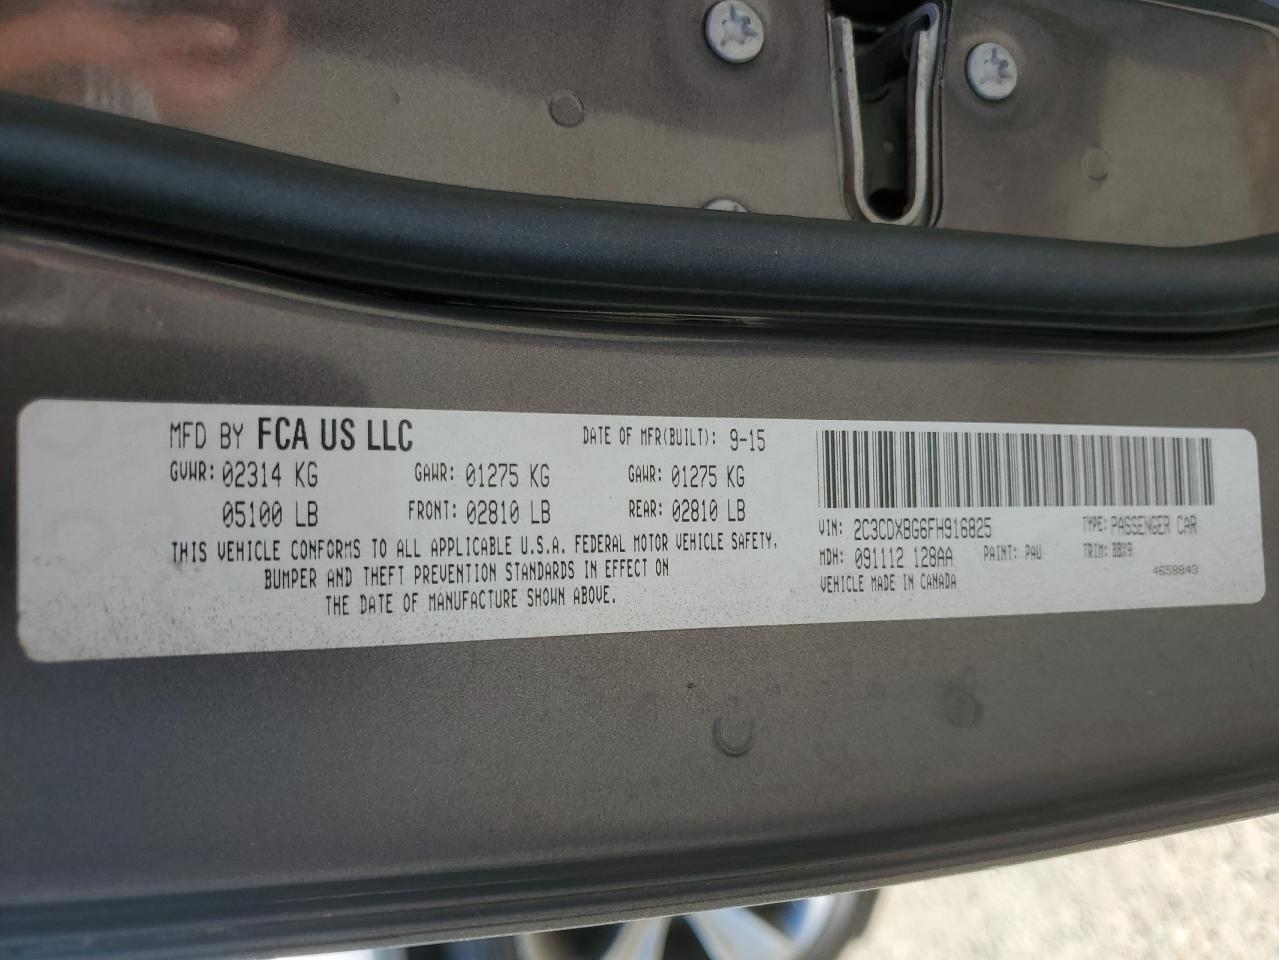 MFD BY FCA US LLC
DATE OF MFR(BUILT): 9-15
GVWR: 02314 KG GAWR: 01275 KG GAWR: 01275 KG
05100 LB FRONT: 02810 LB REAR: 02810 LB
THIS VEHICLE CONFORMS TO ALL APPLICABLE U.S.A. FEDERAL MOTOR VEHICLE SAFETY,
BUMPER AND THEFT PREVENTION STANDARDS IN EFFECT ON
THE DATE OF MANUFACTURE SHOWN ABOVE.
VIN: 2C3CDXBG6FH916825 TYPE: PASSENGER CAR
MDH: 091112 128AA PAINT: PAU TRIM: BBX9
VEHICLE MADE IN CANADA 4658843